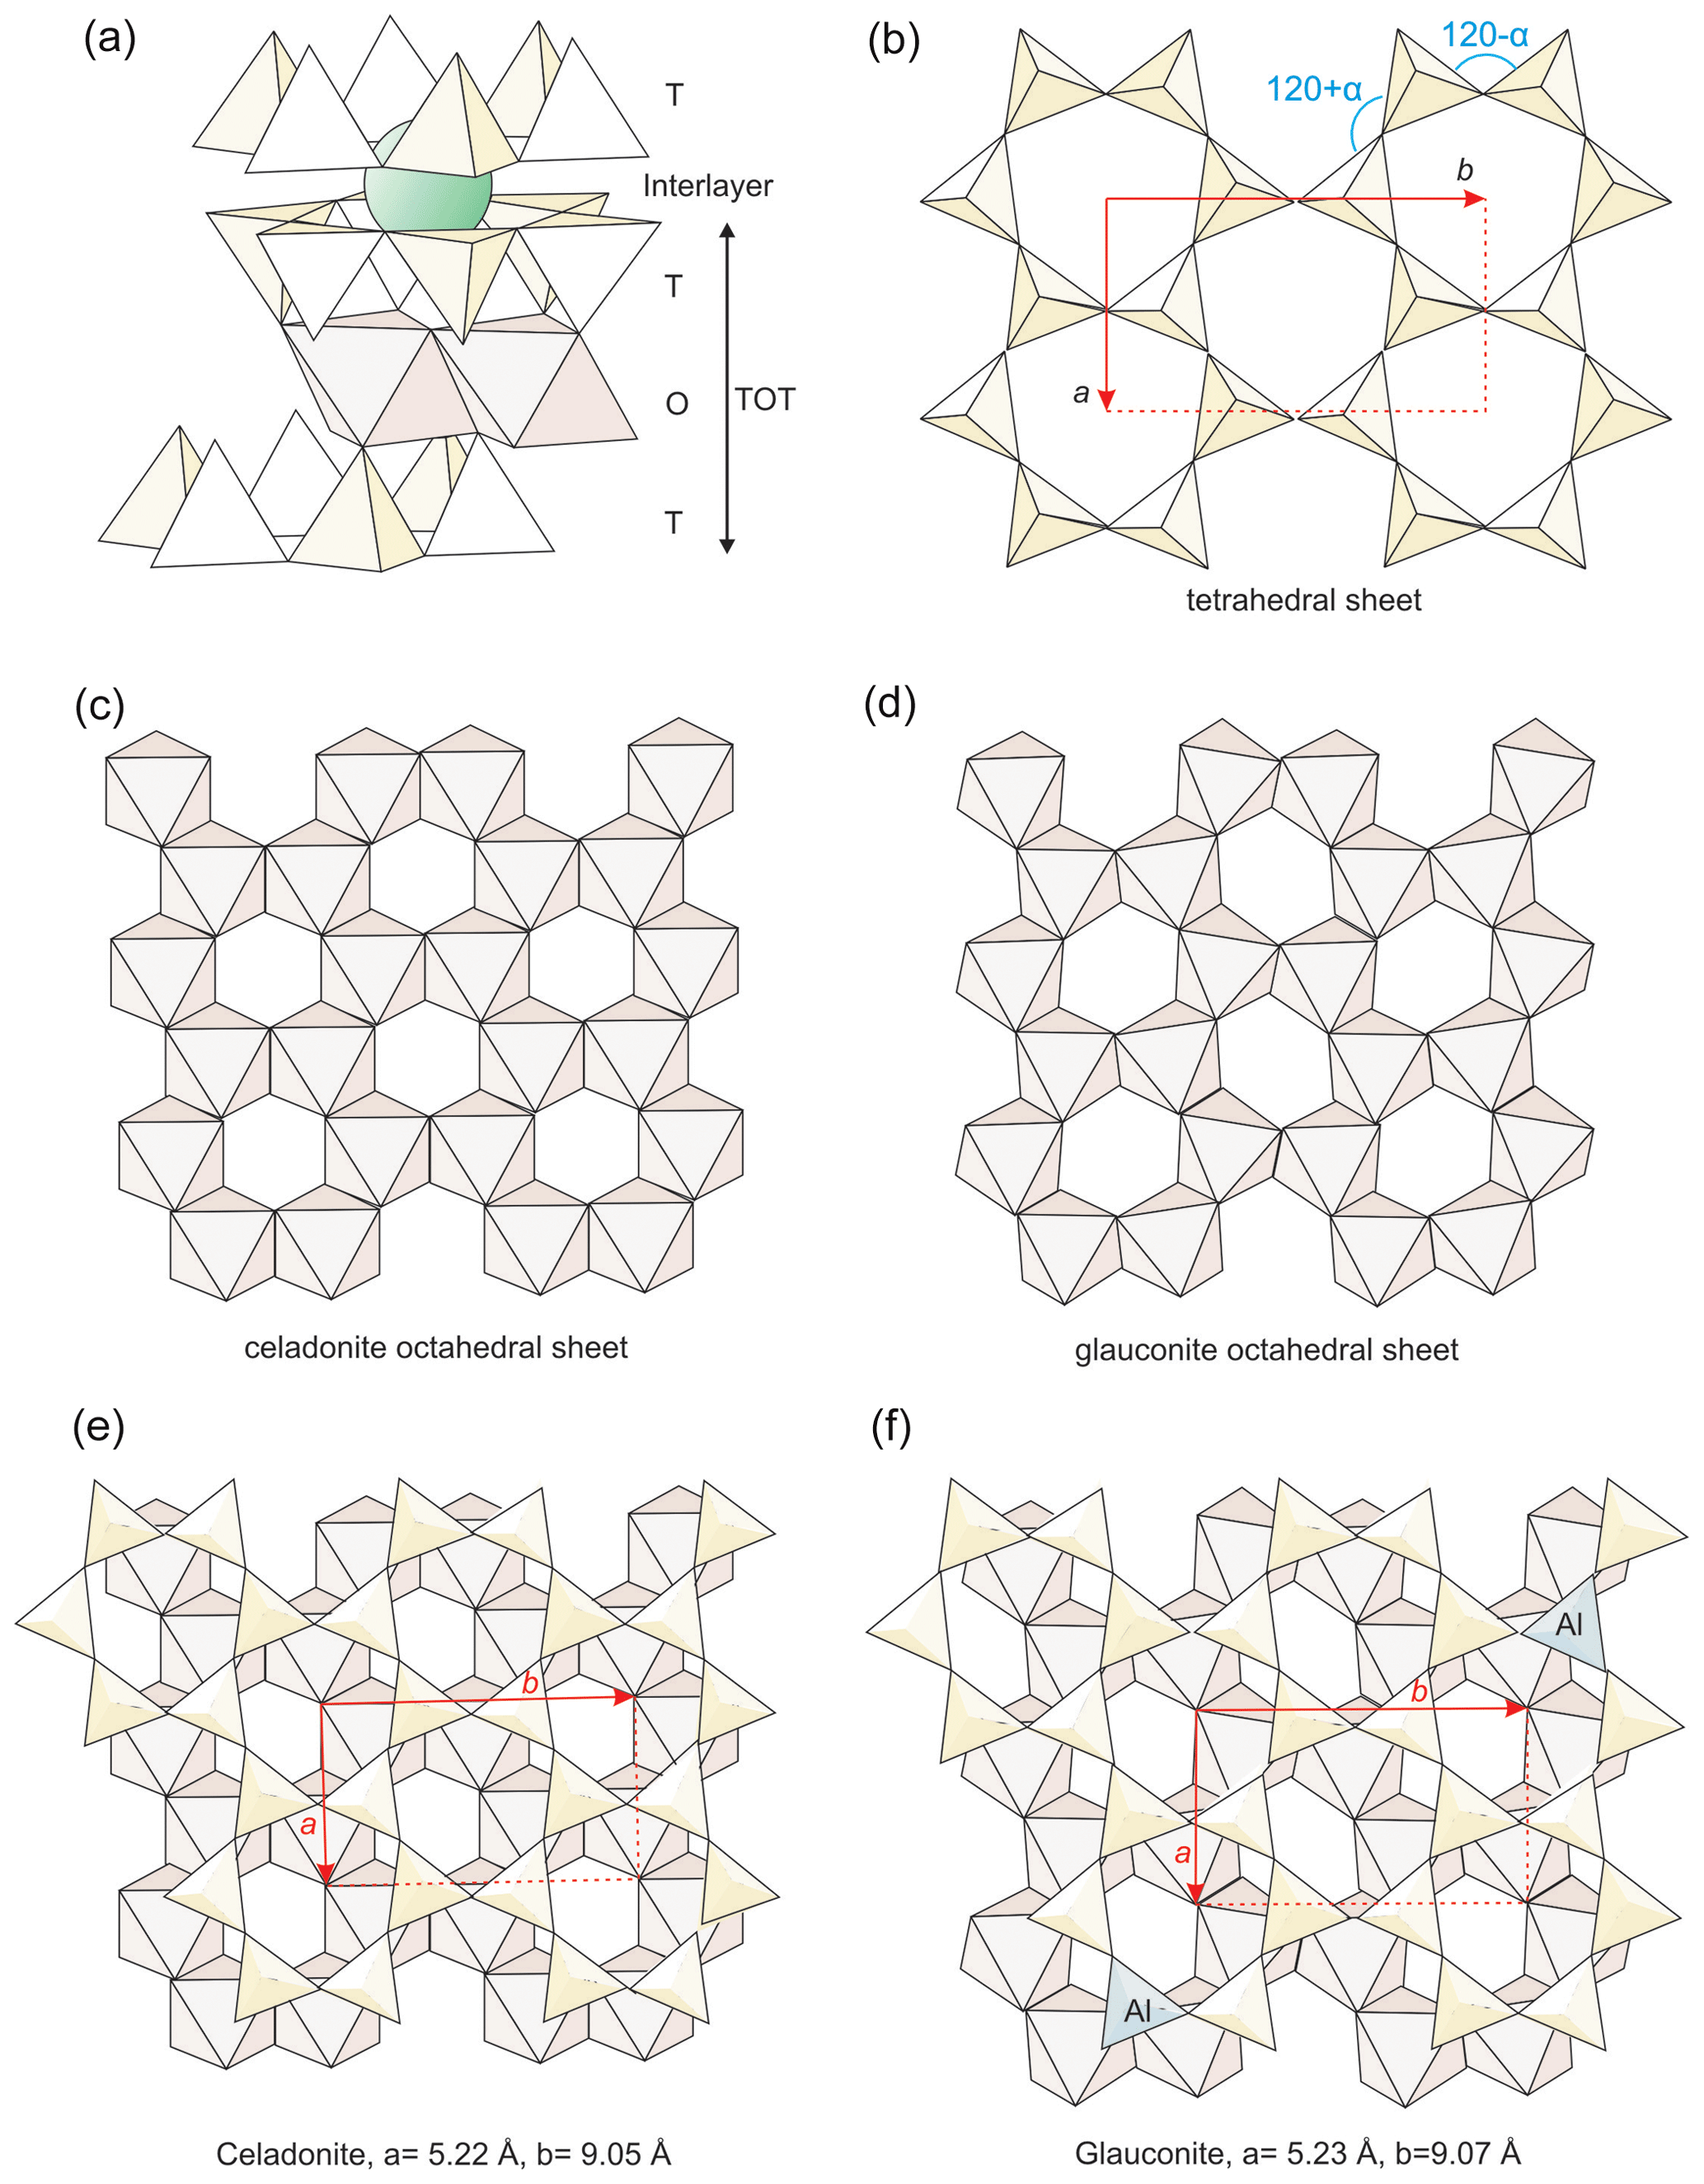 (a)
T
Interlayer
T
O
TOT
T
(b)
120-α
120+α
b
a
tetrahedral sheet
(c)
celadonite octahedral sheet
(d)
glauconite octahedral sheet
(e)
b
a
Celadonite, a= 5.22 Å, b= 9.05 Å
(f)
Al
b
a
Al
Glauconite, a= 5.23 Å, b=9.07 Å